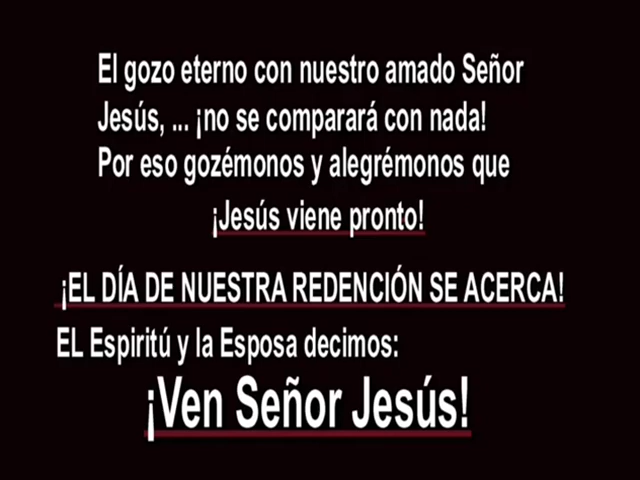 El gozo eterno con nuestro amado Señor
Jesús, ... ¡no se comparará con nada!
Por eso gozémonos y alegrémonos que
¡Jesús viene pronto!
¡EL DÍA DE NUESTRA REDENCIÓN SE ACERCA!
EL Espiritú y la Esposa decimos:
¡Ven Señor Jesús!